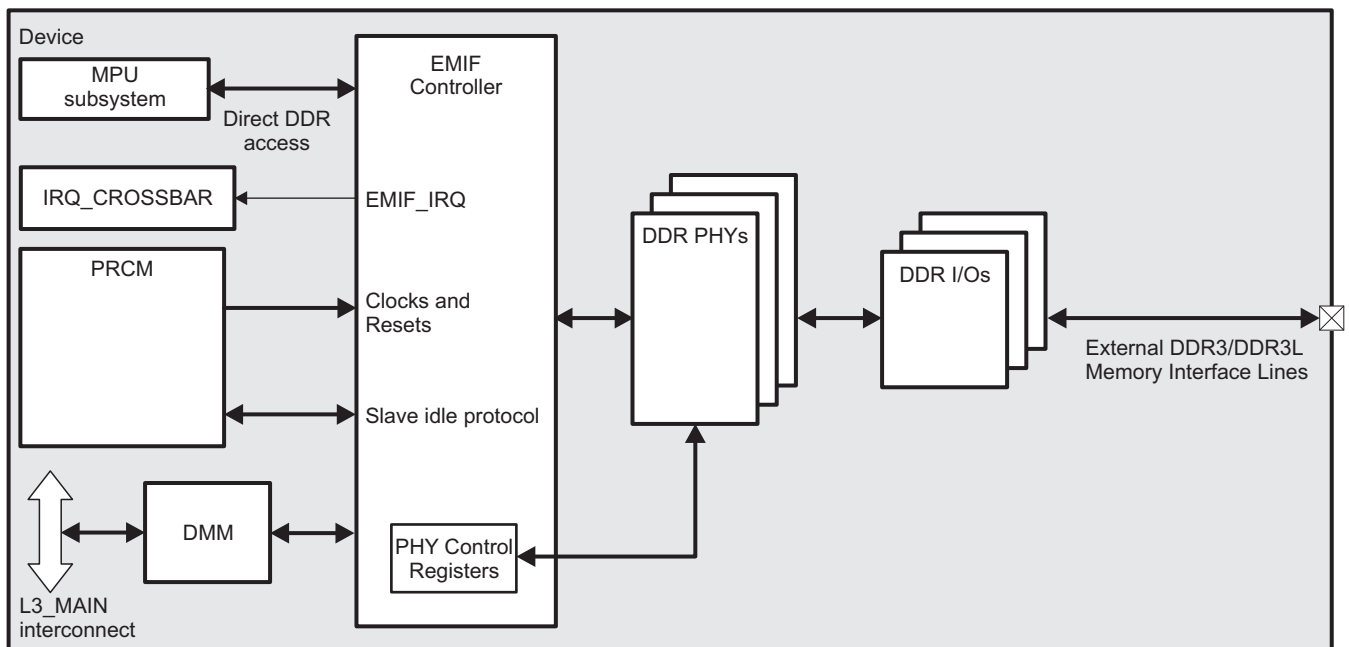 Device
MPU
subsystem
Direct DDR
access
EMIF
Controller
IRQ_CROSSBAR
EMIF_IRQ
PRCM
Clocks and
Resets
Slave idle protocol
DMM
PHY Control
Registers
L3_MAIN
interconnect
DDR PHYs
DDR I/Os
External DDR3/DDR3L
Memory Interface Lines